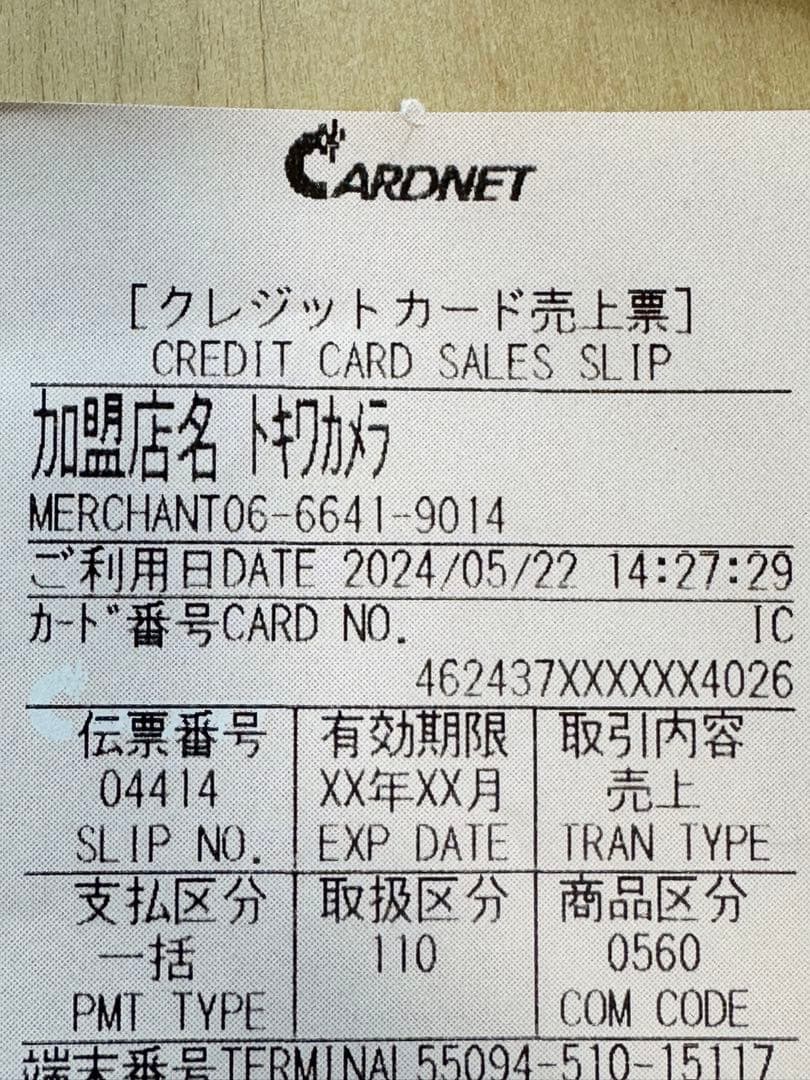 CARDNET
[クレジットカード売上票]
CREDIT CARD SALES SLIP
加盟店名 ﾄｷﾜｶﾒﾗ
MERCHANT06-6641-9014
ご利用日DATE 2024/05/22 14:27:29
ｶｰﾄﾞ番号CARD NO. IC
462437XXXXXX4026
伝票番号 有効期限 取引内容
04414 XX年XX月 売上
SLIP NO. EXP DATE TRAN TYPE
支払区分 取扱区分 商品区分
一括 110 0560
PMT TYPE COM CODE
端末番号TERMINAL55094-510-15117